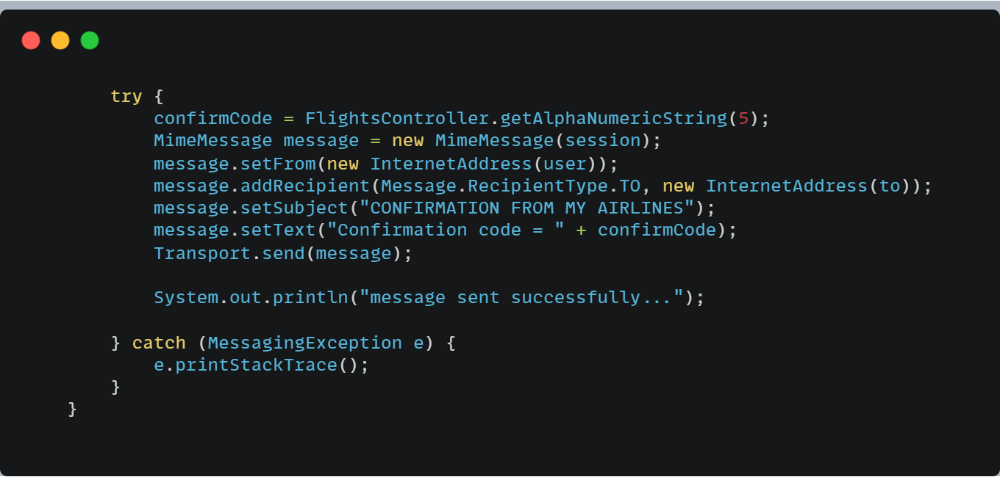 try {
confirmCode = FlightsController.getAlphaNumericString(5);
MimeMessage message = new MimeMessage(session);
message.setFrom(new InternetAddress(user));
message.addRecipient(Message.RecipientType.TO, new InternetAddress(to));
message.setSubject("CONFIRMATION FROM MY AIRLINES");
message.setText("Confirmation code = " + confirmCode);
Transport.send(message);
System.out.println("message sent successfully...");
} catch (MessagingException e) {
e.printStackTrace();
}
}